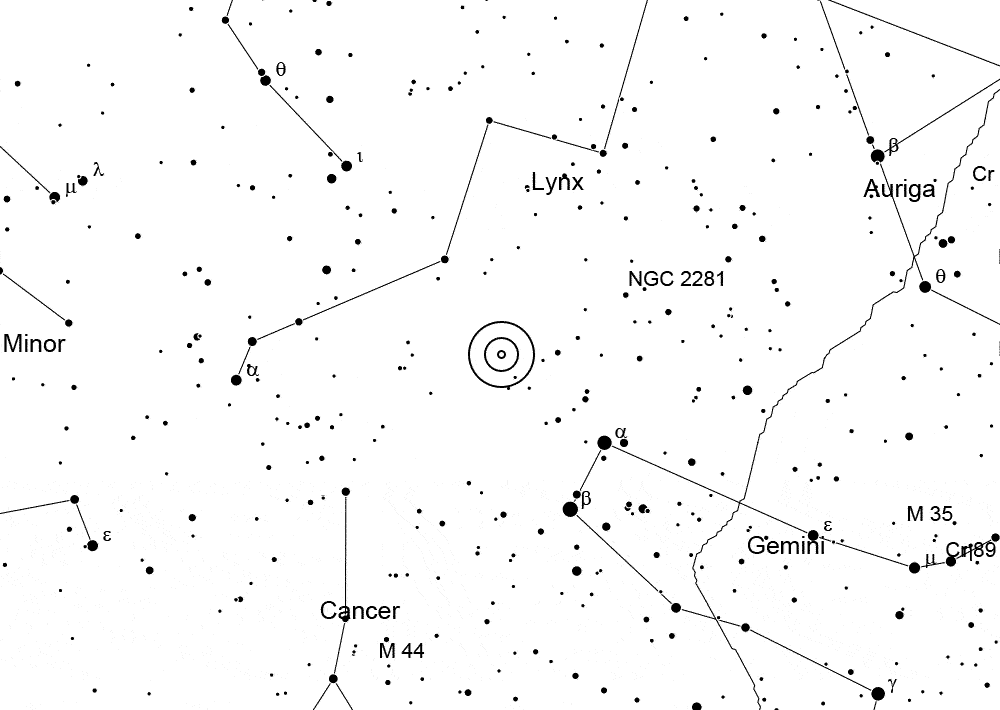 θ
ι
λ
μ
β
Lynx
Auriga
Cr
NGC 2281
θ
Minor
α
α
β
ε
ε
M 35
Gemini
μ
η
Cr 89
Cancer
M 44
γ